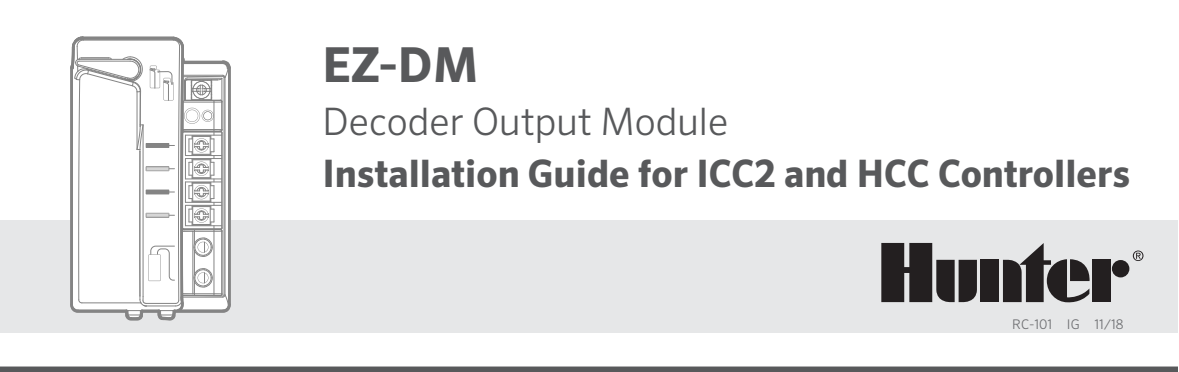 EZ-DM
Decoder Output Module
Installation Guide for ICC2 and HCC Controllers
Hunter®
RC-101 IG 11/18